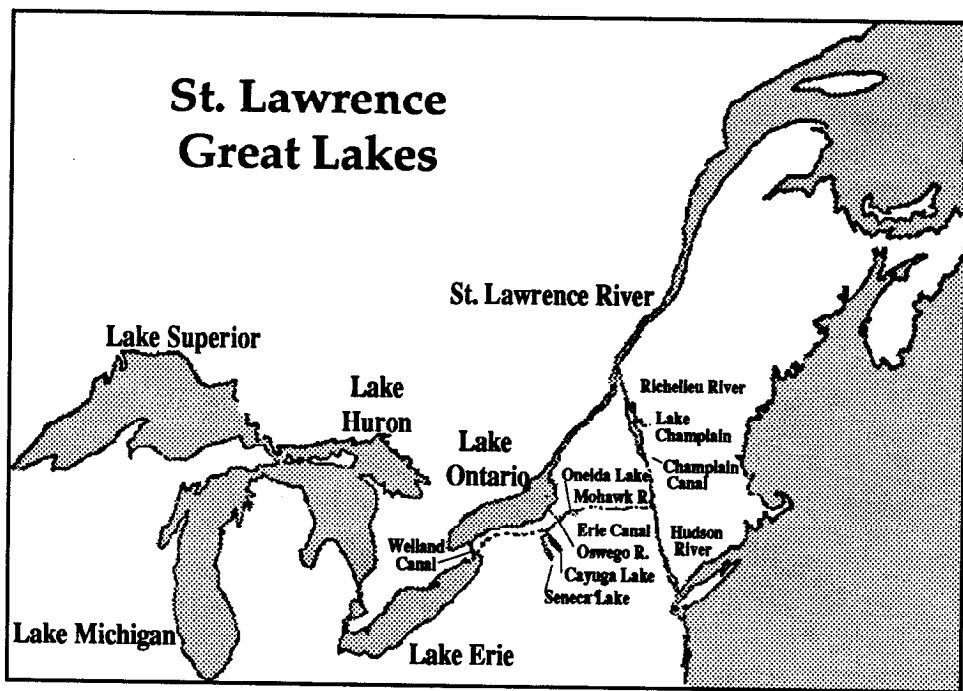 St. Lawrence
Great Lakes
St. Lawrence River
Lake Superior
Lake
Huron
Lake
Ontario
Richelieu River
Lake
Champlain
Champlain
Canal
Oneida Lake
Mohawk R.
Erie Canal
Oswego R.
Cayuga Lake
Seneca Lake
Hudson
River
Welland
Canal
Lake Michigan
Lake Erie